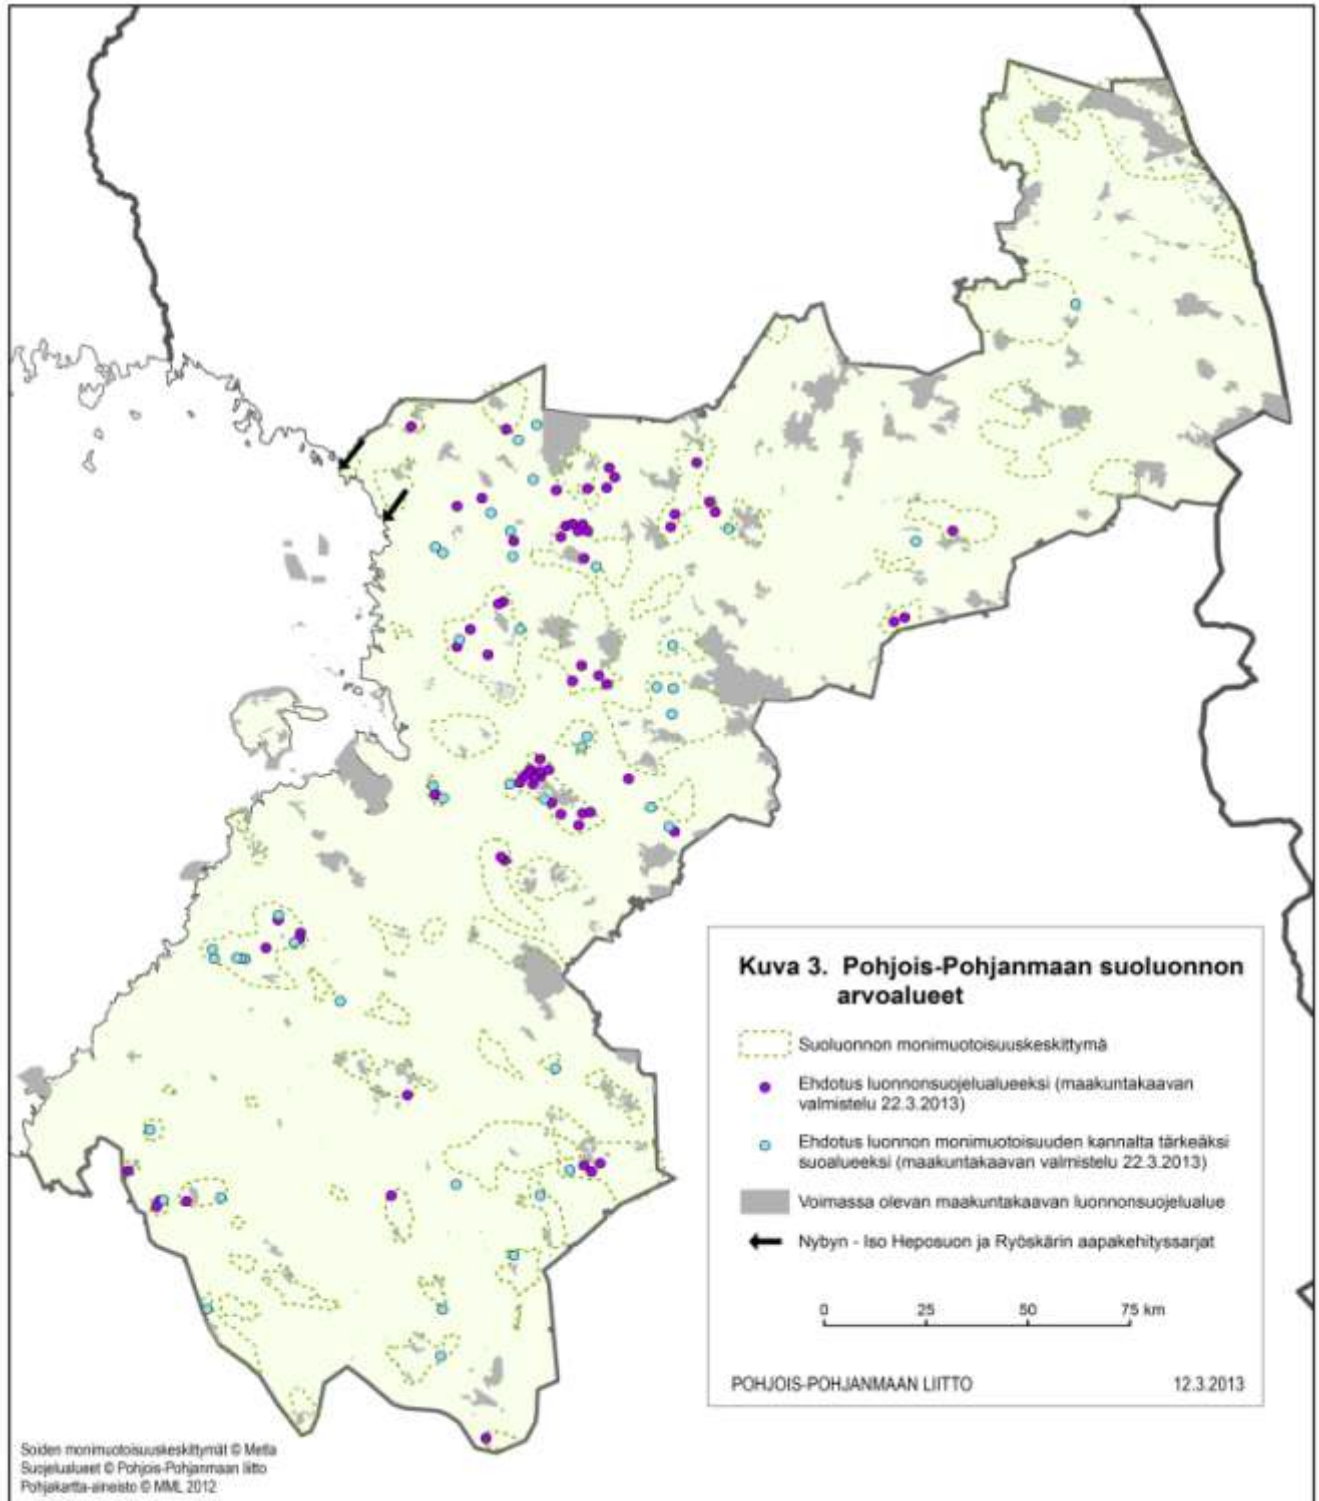 Kuva 3. Pohjois-Pohjanmaan suoluonnon
arvoalueet
Suoluonnon monimuotoisuuskeskittymä
Ehdotus luonnonsuojelualueeksi (maakuntakaavan
valmistelu 22.3.2013)
Ehdotus luonnon monimuotoisuuden kannalta tärkeäksi
suoalueeksi (maakuntakaavan valmistelu 22.3.2013)
Voimassa olevan maakuntakaavan luonnonsuojelualue
Nybyn - Iso Heposuon ja Ryöskärin aapakehityssarjat
0 25 50 75 km
POHJOIS-POHJANMAAN LIITTO 12.3.2013
Soiden monimuotoisuuskeskittymät © Metla
Suojelualueet © Pohjois-Pohjanmaan liitto
Pohjakartta-aineisto © MML 2012